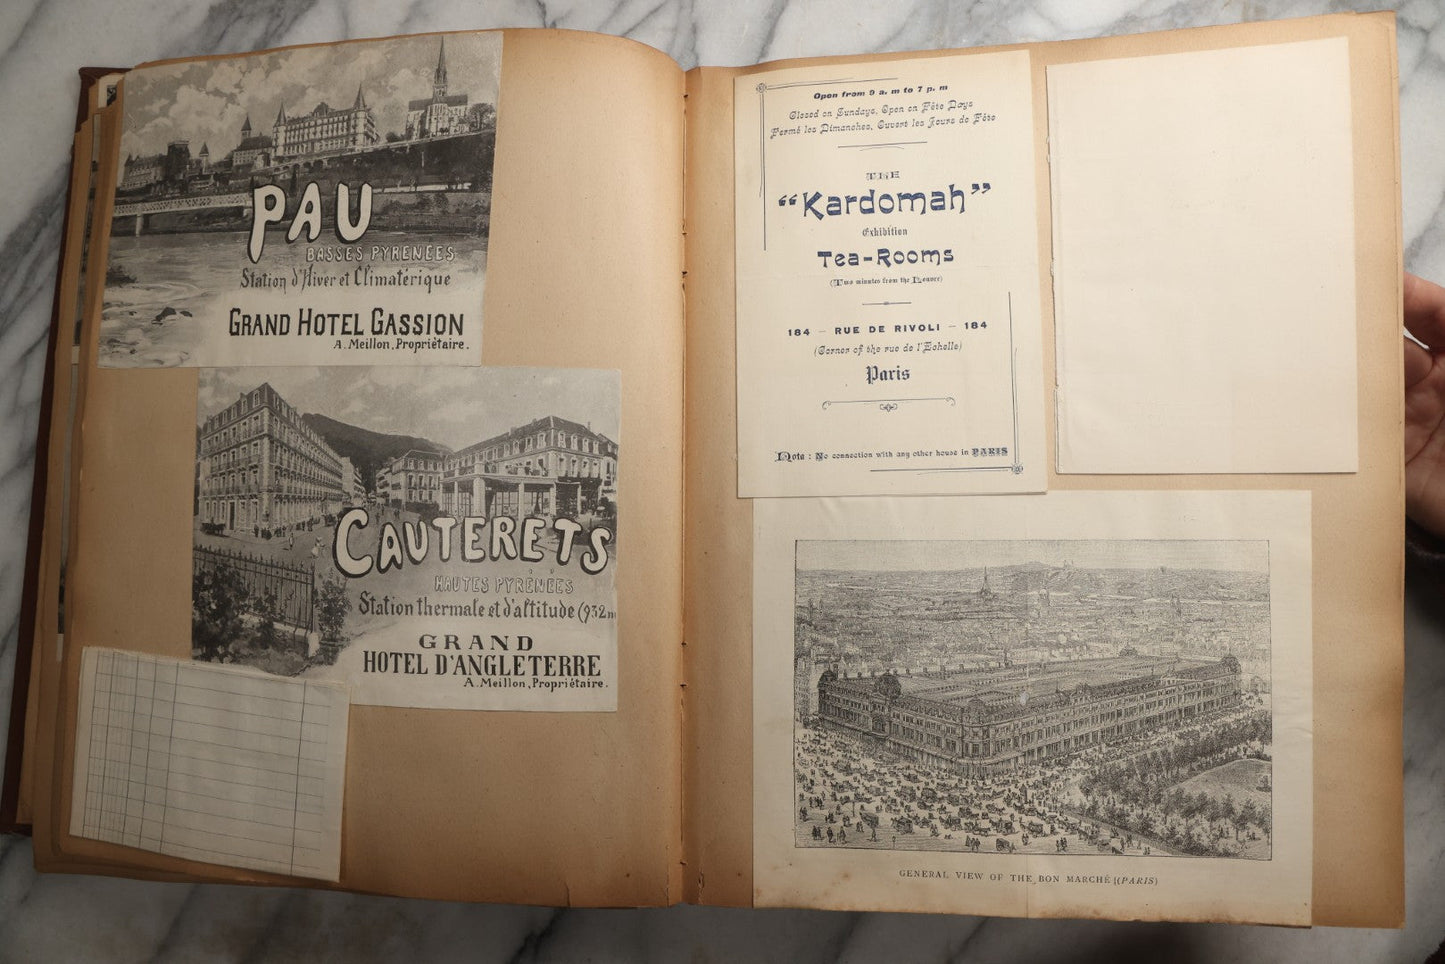 PAU
BASSES PYRENÉES
Station d'Hiver et Climatérique
GRAND HOTEL GASSION
A. Meillon, Propriétaire.
CAUTERETS
HAUTES PYRÉNÉES
Station thermale et d'altitude (932m
GRAND
HOTEL D'ANGLETERRE
A. Meillon, Propriétaire.
Open from 9 a. m to 7 p. m
Closed on Sundays, Open on Fête Days
Fermé les Dimanches, Ouvert les Jours de Fête
THE
“Kardomah”
Exhibition
Tea-Rooms
(Two minutes from the Louvre)
184 — RUE DE RIVOLI — 184
(Corner of the rue de l'Echelle)
Paris
Nota : No connection with any other house in PARIS
GENERAL VIEW OF THE BON MARCHÉ (PARIS)